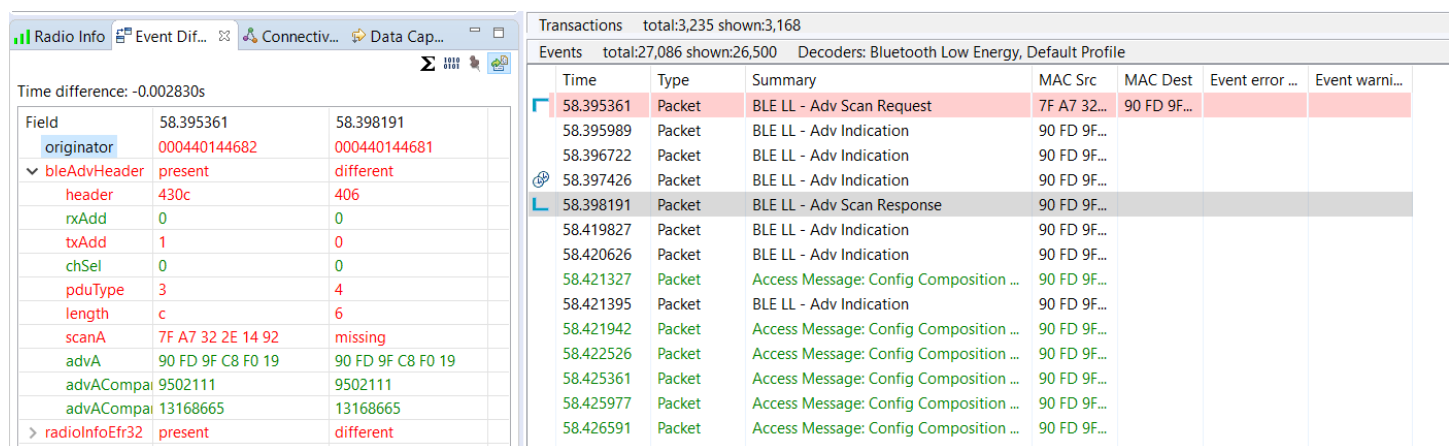 Radio Info Event Dif... Connectiv... Data Cap...
Time difference: -0.002830s
Field 58.395361 58.398191
originator 000440144682 000440144681
bleAdvHeader present different
header 430c 406
rxAdd 0 0
txAdd 1 0
chSel 0 0
pduType 3 4
length c 6
scanA 7F A7 32 2E 14 92 missing
advA 90 FD 9F C8 F0 19 90 FD 9F C8 F0 19
advACompai 9502111 9502111
advACompai 13168665 13168665
radioInfoEfr32 present different
Transactions total:3,235 shown:3,168
Events total:27,086 shown:26,500 Decoders: Bluetooth Low Energy, Default Profile
Time Type Summary MAC Src MAC Dest Event error ... Event warni...
58.395361 Packet BLE LL - Adv Scan Request 7F A7 32... 90 FD 9F...
58.395989 Packet BLE LL - Adv Indication 90 FD 9F...
58.396722 Packet BLE LL - Adv Indication 90 FD 9F...
58.397426 Packet BLE LL - Adv Indication 90 FD 9F...
58.398191 Packet BLE LL - Adv Scan Response 90 FD 9F...
58.419827 Packet BLE LL - Adv Indication 90 FD 9F...
58.420626 Packet BLE LL - Adv Indication 90 FD 9F...
58.421327 Packet Access Message: Config Composition ... 90 FD 9F...
58.421395 Packet BLE LL - Adv Indication 90 FD 9F...
58.421942 Packet Access Message: Config Composition ... 90 FD 9F...
58.422526 Packet Access Message: Config Composition ... 90 FD 9F...
58.425361 Packet Access Message: Config Composition ... 90 FD 9F...
58.425977 Packet Access Message: Config Composition ... 90 FD 9F...
58.426591 Packet Access Message: Config Composition ... 90 FD 9F...